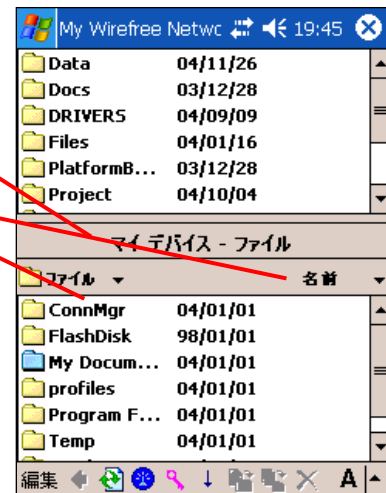 My Wirefree Netwc 19:45
Data 04/11/26
Docs 03/12/28
DRIVERS 04/09/09
Files 04/01/16
PlatformB... 03/12/28
Project 04/10/04
マイ デバイス - ファイル
ファイル 名前
ConnMgr 04/01/01
FlashDisk 98/01/01
My Docum... 04/01/01
profiles 04/01/01
Program F... 04/01/01
Temp 04/01/01
編集 A